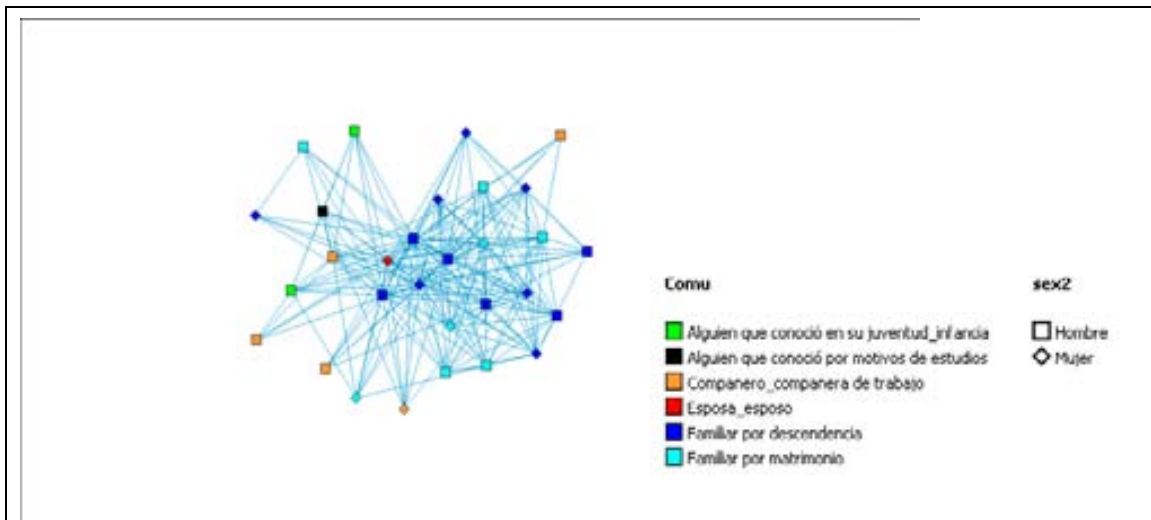 Comu
Alguien que conoció en su juventud_infancia
Alguien que conoció por motivos de estudios
Companero_companera de trabajo
Esposa_esposo
Familiar por descendencia
Familiar por matrimonio
sex2
Hombre
Mujer